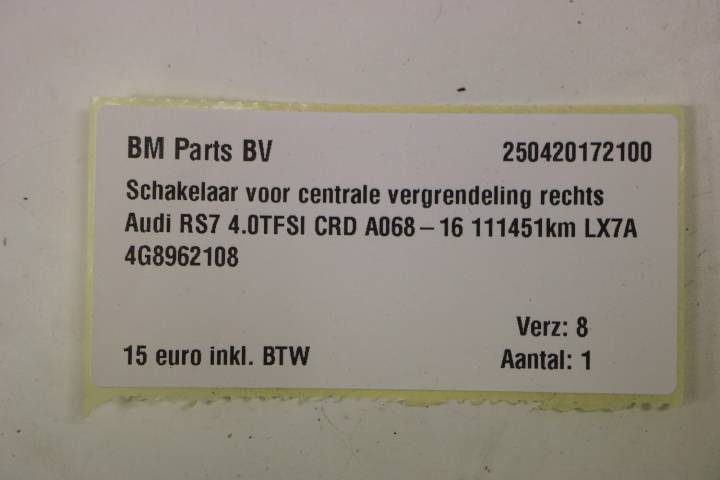 BM Parts BV 250420172100
Schakelaar voor centrale vergrendeling rechts
Audi RS7 4.0TFSI CRD A068-16 111451km LX7A
4G8962108
Verz: 8
15 euro inkl. BTW Aantal: 1